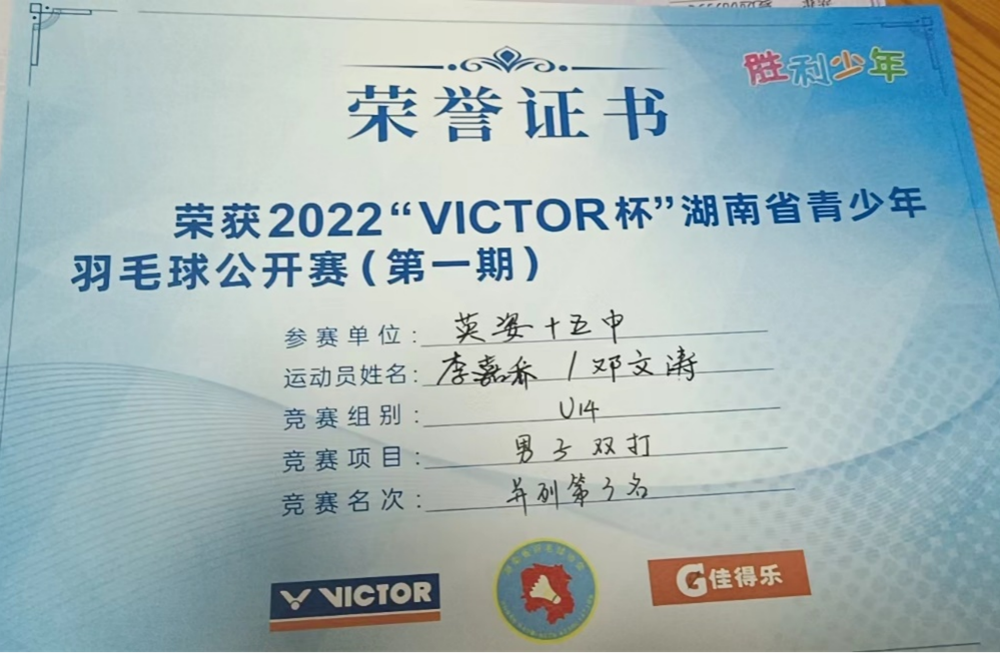 胜利少年
荣誉证书
荣获2022“VICTOR杯”湖南省青少年
羽毛球公开赛(第一期)
参赛单位: 英姿十五中
运动员姓名: 李嘉乔 / 邓文涛
竞赛组别: U14
竞赛项目: 男子双打
竞赛名次: 并列第3名
VICTOR
G佳得乐